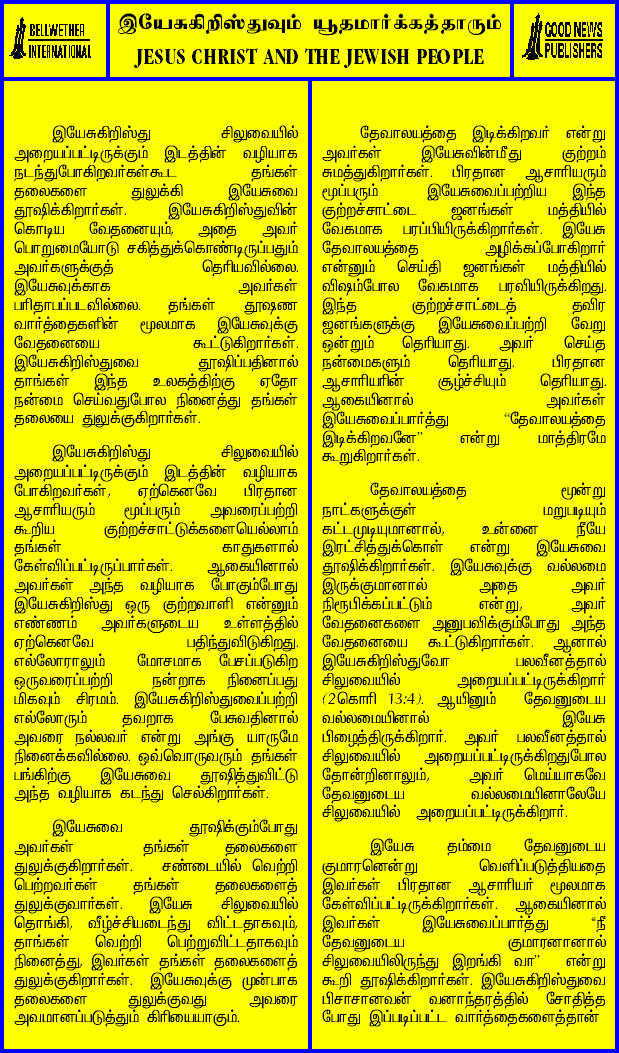 BELLWETHER
INTERNATIONAL
இயேசுகிறிஸ்துவும் யூதமார்க்கத்தாரும்
JESUS CHRIST AND THE JEWISH PEOPLE
GOOD NEWS
PUBLISHERS
இயேசுகிறிஸ்து சிலுவையில்
அறையப்பட்டிருக்கும் இடத்தின் வழியாக
நடந்துபோகிறவர்கள்கூட தங்கள்
தலைகளை துலுக்கி இயேசுவை
தூஷிக்கிறார்கள். இயேசுகிறிஸ்துவின்
கொடிய வேதனையும், அதை அவர்
பொறுமையோடு சகித்துக்கொண்டிருப்பதும்
அவர்களுக்குத் தெரியவில்லை.
இயேசுவுக்காக அவர்கள்
பரிதாபப்படவில்லை. தங்கள் தூஷண
வார்த்தைகளின் மூலமாக இயேசுவுக்கு
வேதனையை கூட்டுகிறார்கள்.
இயேசுகிறிஸ்துவை தூஷிப்பதினால்
தாங்கள் இந்த உலகத்திற்கு ஏதோ
நன்மை செய்வதுபோல நினைத்து தங்கள்
தலையை துலுக்குகிறார்கள்.
இயேசுகிறிஸ்து சிலுவையில்
அறையப்பட்டிருக்கும் இடத்தின் வழியாக
போகிறவர்கள், ஏற்கெனவே பிரதான
ஆசாரியரும் மூப்பரும் அவரைப்பற்றி
கூறிய குற்றச்சாட்டுக்களையெல்லாம்
தங்கள் காதுகளால்
கேள்விப்பட்டிருப்பார்கள். ஆகையினால்
அவர்கள் அந்த வழியாக போகும்போது
இயேசுகிறிஸ்து ஒரு குற்றவாளி என்னும்
எண்ணம் அவர்களுடைய உள்ளத்தில்
ஏற்கெனவே பதிந்துவிடுகிறது.
எல்லோராலும் மோசமாக பேசப்படுகிற
ஒருவரைப்பற்றி நன்றாக நினைப்பது
மிகவும் சிரமம். இயேசுகிறிஸ்துவைப்பற்றி
எல்லோரும் தவறாக பேசுவதினால்
அவரை நல்லவர் என்று அங்கு யாருமே
நினைக்கவில்லை. ஒவ்வொருவரும் தங்கள்
பங்கிற்கு இயேசுவை தூஷித்துவிட்டு
அந்த வழியாக கடந்து செல்கிறார்கள்.
இயேசுவை தூஷிக்கும்போது
அவர்கள் தங்கள் தலைகளை
துலுக்குகிறார்கள். சண்டையில் வெற்றி
பெற்றவர்கள் தங்கள் தலைகளைத்
துலுக்குவார்கள். இயேசு சிலுவையில்
தொங்கி, வீழ்ச்சியடைந்து விட்டதாகவும்,
தாங்கள் வெற்றி பெற்றுவிட்டதாகவும்
நினைத்து, இவர்கள் தங்கள் தலைகளைத்
துலுக்குகிறார்கள். இயேசுவுக்கு முன்பாக
தலைகளை துலுக்குவது அவரை
அவமானப்படுத்தும் கிரியையாகும்.
தேவாலயத்தை இடிக்கிறவர் என்று
அவர்கள் இயேசுவின்மீது குற்றம்
சுமத்துகிறார்கள். பிரதான ஆசாரியரும்
மூப்பரும் இயேசுவைப்பற்றிய இந்த
குற்றச்சாட்டை ஜனங்கள் மத்தியில்
வேகமாக பரப்பியிருக்கிறார்கள். இயேசு
தேவாலயத்தை அழிக்கப்போகிறார்
என்னும் செய்தி ஜனங்கள் மத்தியில்
விஷம்போல வேகமாக பரவியிருக்கிறது.
இந்த குற்றச்சாட்டைத் தவிர
ஜனங்களுக்கு இயேசுவைப்பற்றி வேறு
ஒன்றும் தெரியாது. அவர் செய்த
நன்மைகளும் தெரியாது. பிரதான
ஆசாரியரின் சூழ்ச்சியும் தெரியாது.
ஆகையினால் அவர்கள்
இயேசுவைப்பார்த்து “தேவாலயத்தை
இடிக்கிறவனே” என்று மாத்திரமே
கூறுகிறார்கள்.
தேவாலயத்தை மூன்று
நாட்களுக்குள் மறுபடியும்
கட்டமுடியுமானால், உன்னை நீயே
இரட்சித்துக்கொள் என்று இயேசுவை
தூஷிக்கிறார்கள். இயேசுவுக்கு வல்லமை
இருக்குமானால் அதை அவர்
நிரூபிக்கப்பட்டும் என்று, அவர்
வேதனைகளை அனுபவிக்கும்போது அந்த
வேதனையை கூட்டுகிறார்கள். ஆனால்
இயேசுகிறிஸ்துவோ பலவீனத்தால்
சிலுவையில் அறையப்பட்டிருக்கிறார்
(2கொரி 13:4). ஆயினும் தேவனுடைய
வல்லமையினால் இயேசு
பிழைத்திருக்கிறார். அவர் பலவீனத்தால்
சிலுவையில் அறையப்பட்டிருக்கிறதுபோல
தோன்றினாலும், அவர் மெய்யாகவே
தேவனுடைய வல்லமையினாலேயே
சிலுவையில் அறையப்பட்டிருக்கிறார்.
இயேசு தம்மை தேவனுடைய
குமாரனென்று வெளிப்படுத்தியதை
இவர்கள் பிரதான ஆசாரியர் மூலமாக
கேள்விப்பட்டிருக்கிறார்கள். ஆகையினால்
இவர்கள் இயேசுவைப்பார்த்து “நீ
தேவனுடைய குமாரனானால்
சிலுவையிலிருந்து இறங்கி வா” என்று
கூறி தூஷிக்கிறார்கள். இயேசுகிறிஸ்துவை
பிசாசானவன் வனாந்தரத்தில் சோதித்த
போது இப்படிப்பட்ட வார்த்தைகளைத்தான்